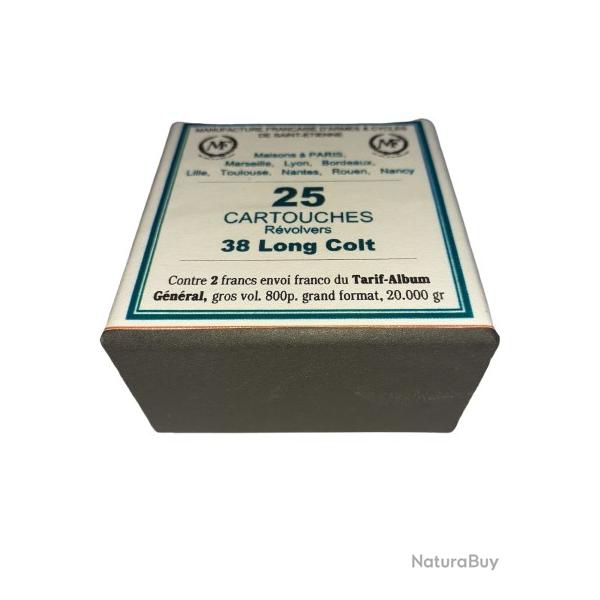 MANUFACTURE FRANCAISE D'ARMES & CYCLES
DE SAINT-ETIENNE
MF
MF
Maisons à PARIS,
Marseille, Lyon, Bordeaux,
Lille, Toulouse, Nantes, Rouen, Nancy
25
CARTOUCHES
Révolvers
38 Long Colt
Contre 2 francs envoi franco du Tarif-Album
Général, gros vol. 800p. grand format, 20.000 gr
NaturaBuy